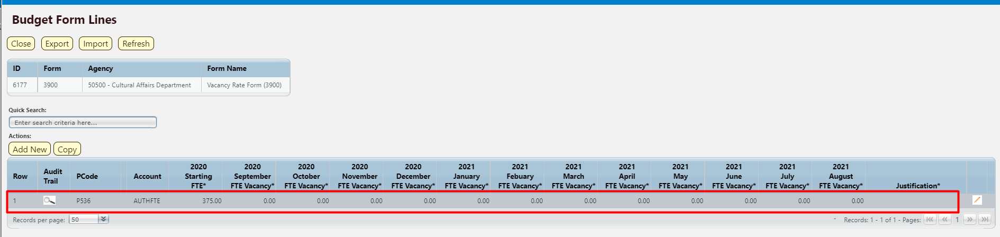 Budget Form Lines
Close Export Import Refresh
ID Form Agency Form Name
6177 3900 50500 - Cultural Affairs Department Vacancy Rate Form (3900)
Quick Search:
Enter search criteria here...
Actions:
Add New Copy
Row Audit Trail PCode Account 2020 Starting FTE* 2020 September FTE Vacancy* 2020 October FTE Vacancy* 2020 November FTE Vacancy* 2020 December FTE Vacancy* 2021 January FTE Vacancy* 2021 Febuary FTE Vacancy* 2021 March FTE Vacancy* 2021 April FTE Vacancy* 2021 May FTE Vacancy* 2021 June FTE Vacancy* 2021 July FTE Vacancy* 2021 August FTE Vacancy* Justification*
1 P536 AUTHFTE 375.00 0.00 0.00 0.00 0.00 0.00 0.00 0.00 0.00 0.00 0.00 0.00 0.00
Records per page: 50 - Records: 1 - 1 of 1 - Pages: 1